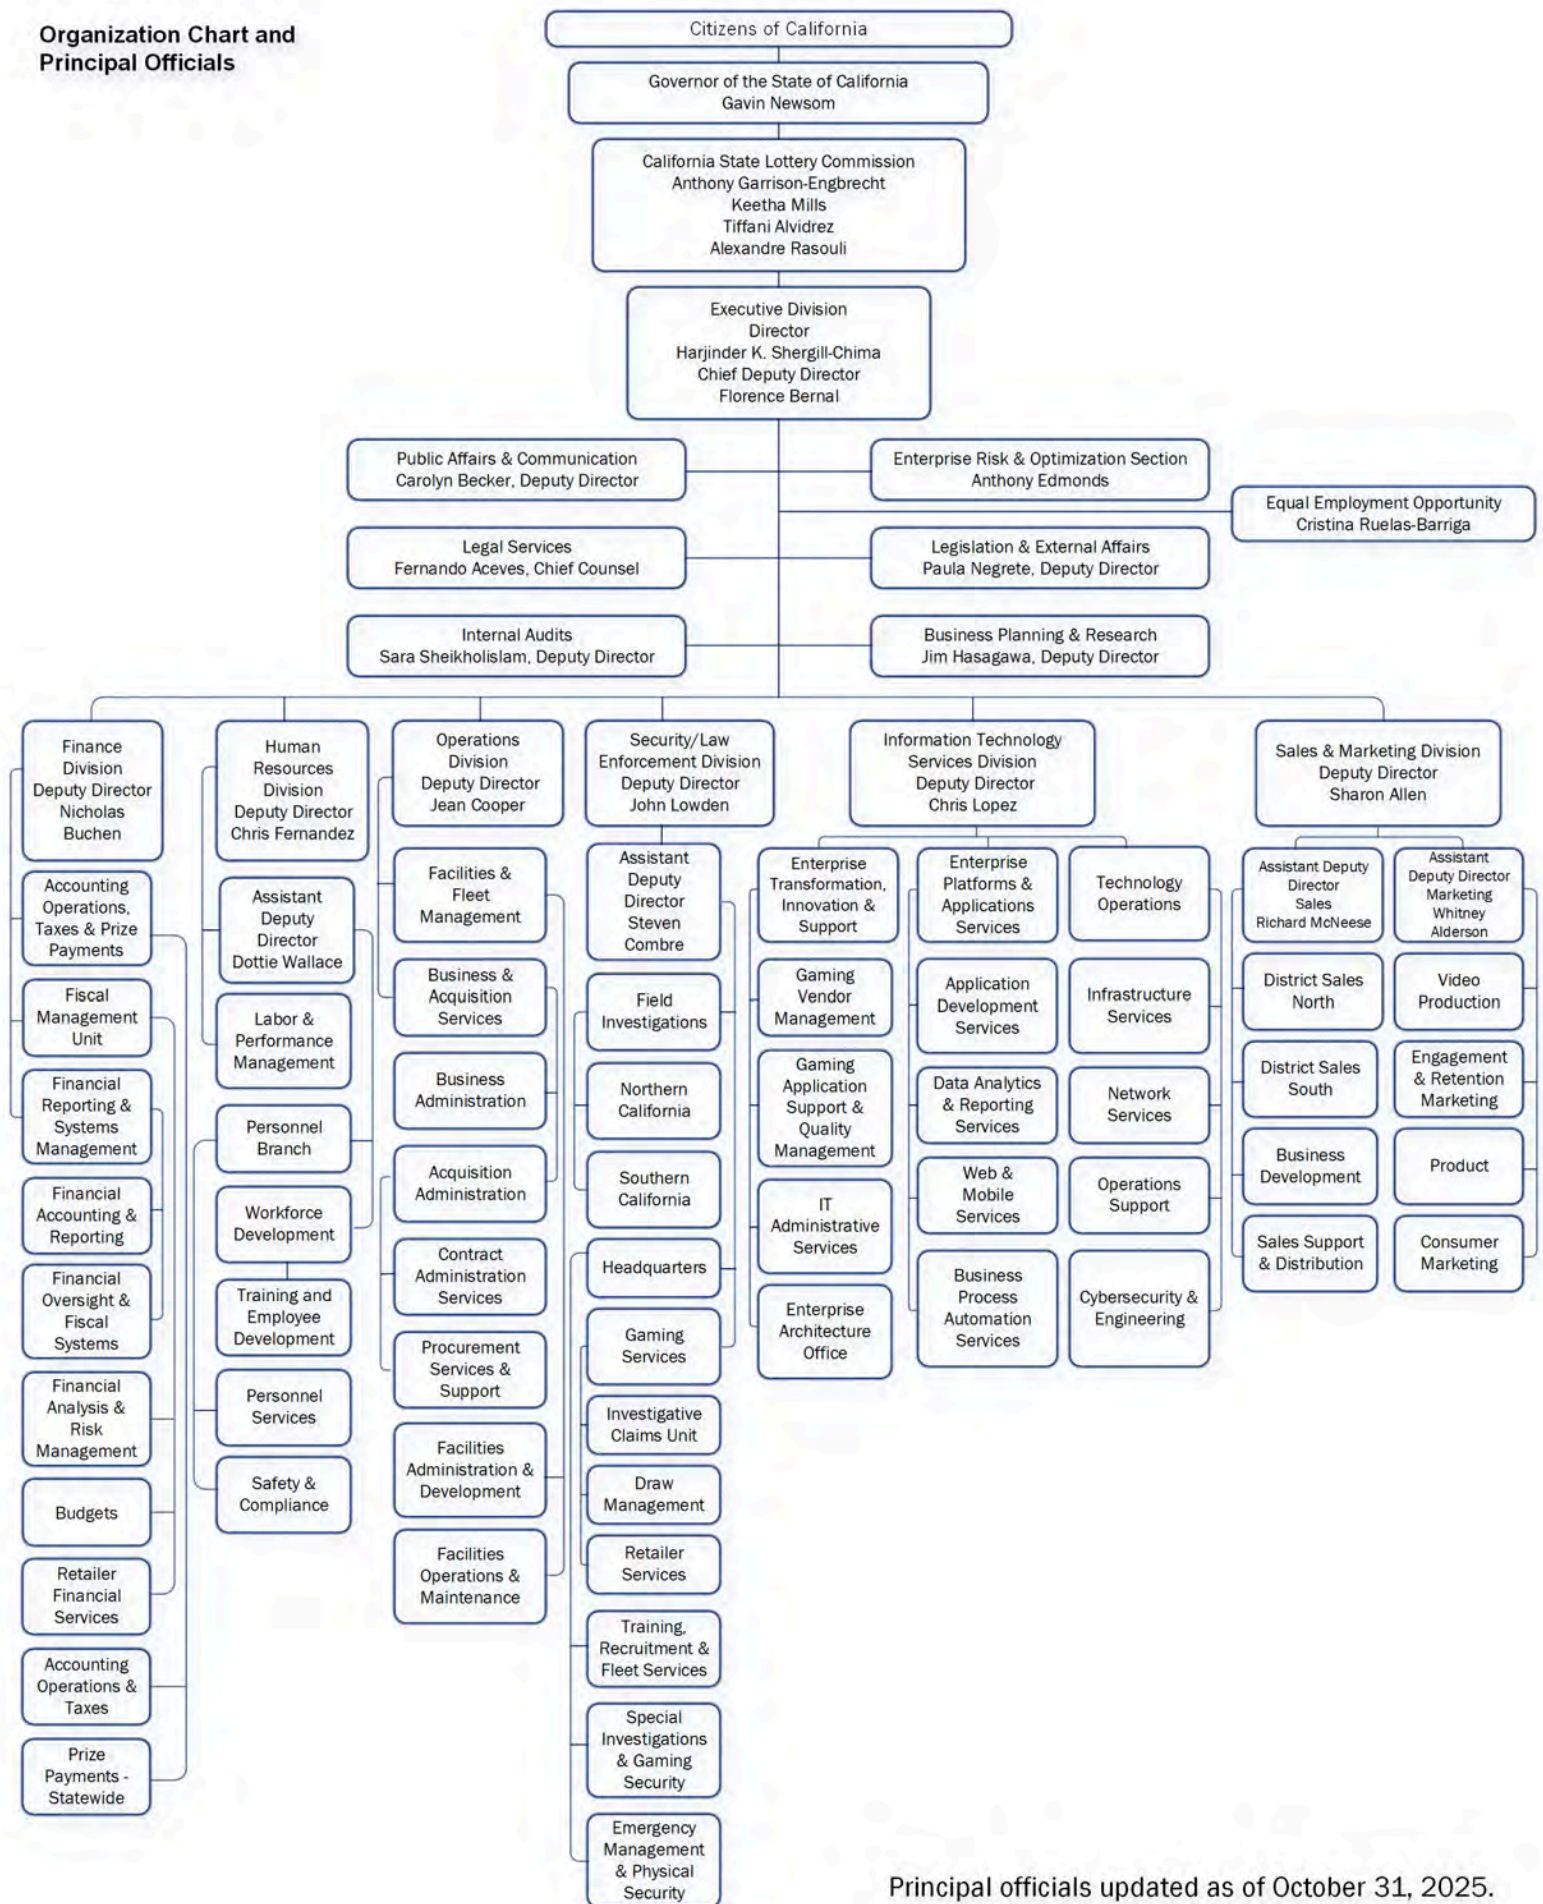 Organization Chart and
Principal Officials
Citizens of California
Governor of the State of California
Gavin Newsom
California State Lottery Commission
Anthony Garrison-Engbrecht
Keetha Mills
Tiffani Alvidrez
Alexandre Rasouli
Executive Division
Director
Harjinder K. Shergill-Chima
Chief Deputy Director
Florence Bernal
Public Affairs & Communication
Carolyn Becker, Deputy Director
Enterprise Risk & Optimization Section
Anthony Edmonds
Equal Employment Opportunity
Cristina Ruelas-Barriga
Legal Services
Fernando Aceves, Chief Counsel
Legislation & External Affairs
Paula Negrete, Deputy Director
Internal Audits
Sara Sheikholislam, Deputy Director
Business Planning & Research
Jim Hasagawa, Deputy Director
Finance
Division
Deputy Director
Nicholas
Buchen
Accounting
Operations,
Taxes & Prize
Payments
Fiscal
Management
Unit
Financial
Reporting &
Systems
Management
Financial
Accounting &
Reporting
Financial
Oversight &
Fiscal
Systems
Financial
Analysis &
Risk
Management
Budgets
Retailer
Financial
Services
Accounting
Operations &
Taxes
Prize
Payments -
Statewide
Human
Resources
Division
Deputy Director
Chris Fernandez
Assistant
Deputy
Director
Dottie Wallace
Labor &
Performance
Management
Personnel
Branch
Workforce
Development
Training and
Employee
Development
Personnel
Services
Safety &
Compliance
Operations
Division
Deputy Director
Jean Cooper
Facilities &
Fleet
Management
Business &
Acquisition
Services
Business
Administration
Acquisition
Administration
Contract
Administration
Services
Procurement
Services &
Support
Facilities
Administration &
Development
Facilities
Operations &
Maintenance
Security/Law
Enforcement Division
Deputy Director
John Lowden
Assistant
Deputy
Director
Steven
Combre
Field
Investigations
Northern
California
Southern
California
Headquarters
Gaming
Services
Investigative
Claims Unit
Draw
Management
Retailer
Services
Training,
Recruitment &
Fleet Services
Special
Investigations
& Gaming
Security
Emergency
Management
& Physical
Security
Information Technology
Services Division
Deputy Director
Chris Lopez
Enterprise
Transformation,
Innovation &
Support
Gaming
Vendor
Management
Gaming
Application
Support &
Quality
Management
IT
Administrative
Services
Enterprise
Architecture
Office
Enterprise
Platforms &
Applications
Services
Application
Development
Services
Data Analytics
& Reporting
Services
Web &
Mobile
Services
Business
Process
Automation
Services
Technology
Operations
Infrastructure
Services
Network
Services
Operations
Support
Cybersecurity &
Engineering
Sales & Marketing Division
Deputy Director
Sharon Allen
Assistant Deputy
Director
Sales
Richard McNeese
District Sales
North
District Sales
South
Business
Development
Sales Support
& Distribution
Assistant
Deputy Director
Marketing
Whitney
Alderson
Video
Production
Engagement
& Retention
Marketing
Product
Consumer
Marketing
Principal officials updated as of October 31, 2025.